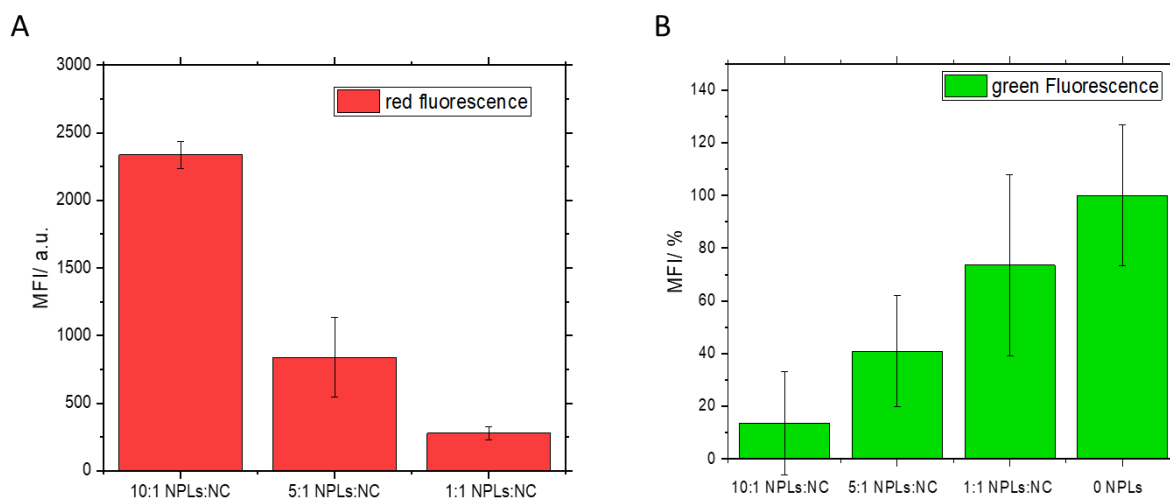 A
MFI/ a.u.
3000
2500
2000
1500
1000
500
0
red fluorescence
10:1 NPLs:NC
5:1 NPLs:NC
1:1 NPLs:NC
B
MFI/ %
140
120
100
80
60
40
20
0
green Fluorescence
10:1 NPLs:NC
5:1 NPLs:NC
1:1 NPLs:NC
0 NPLs